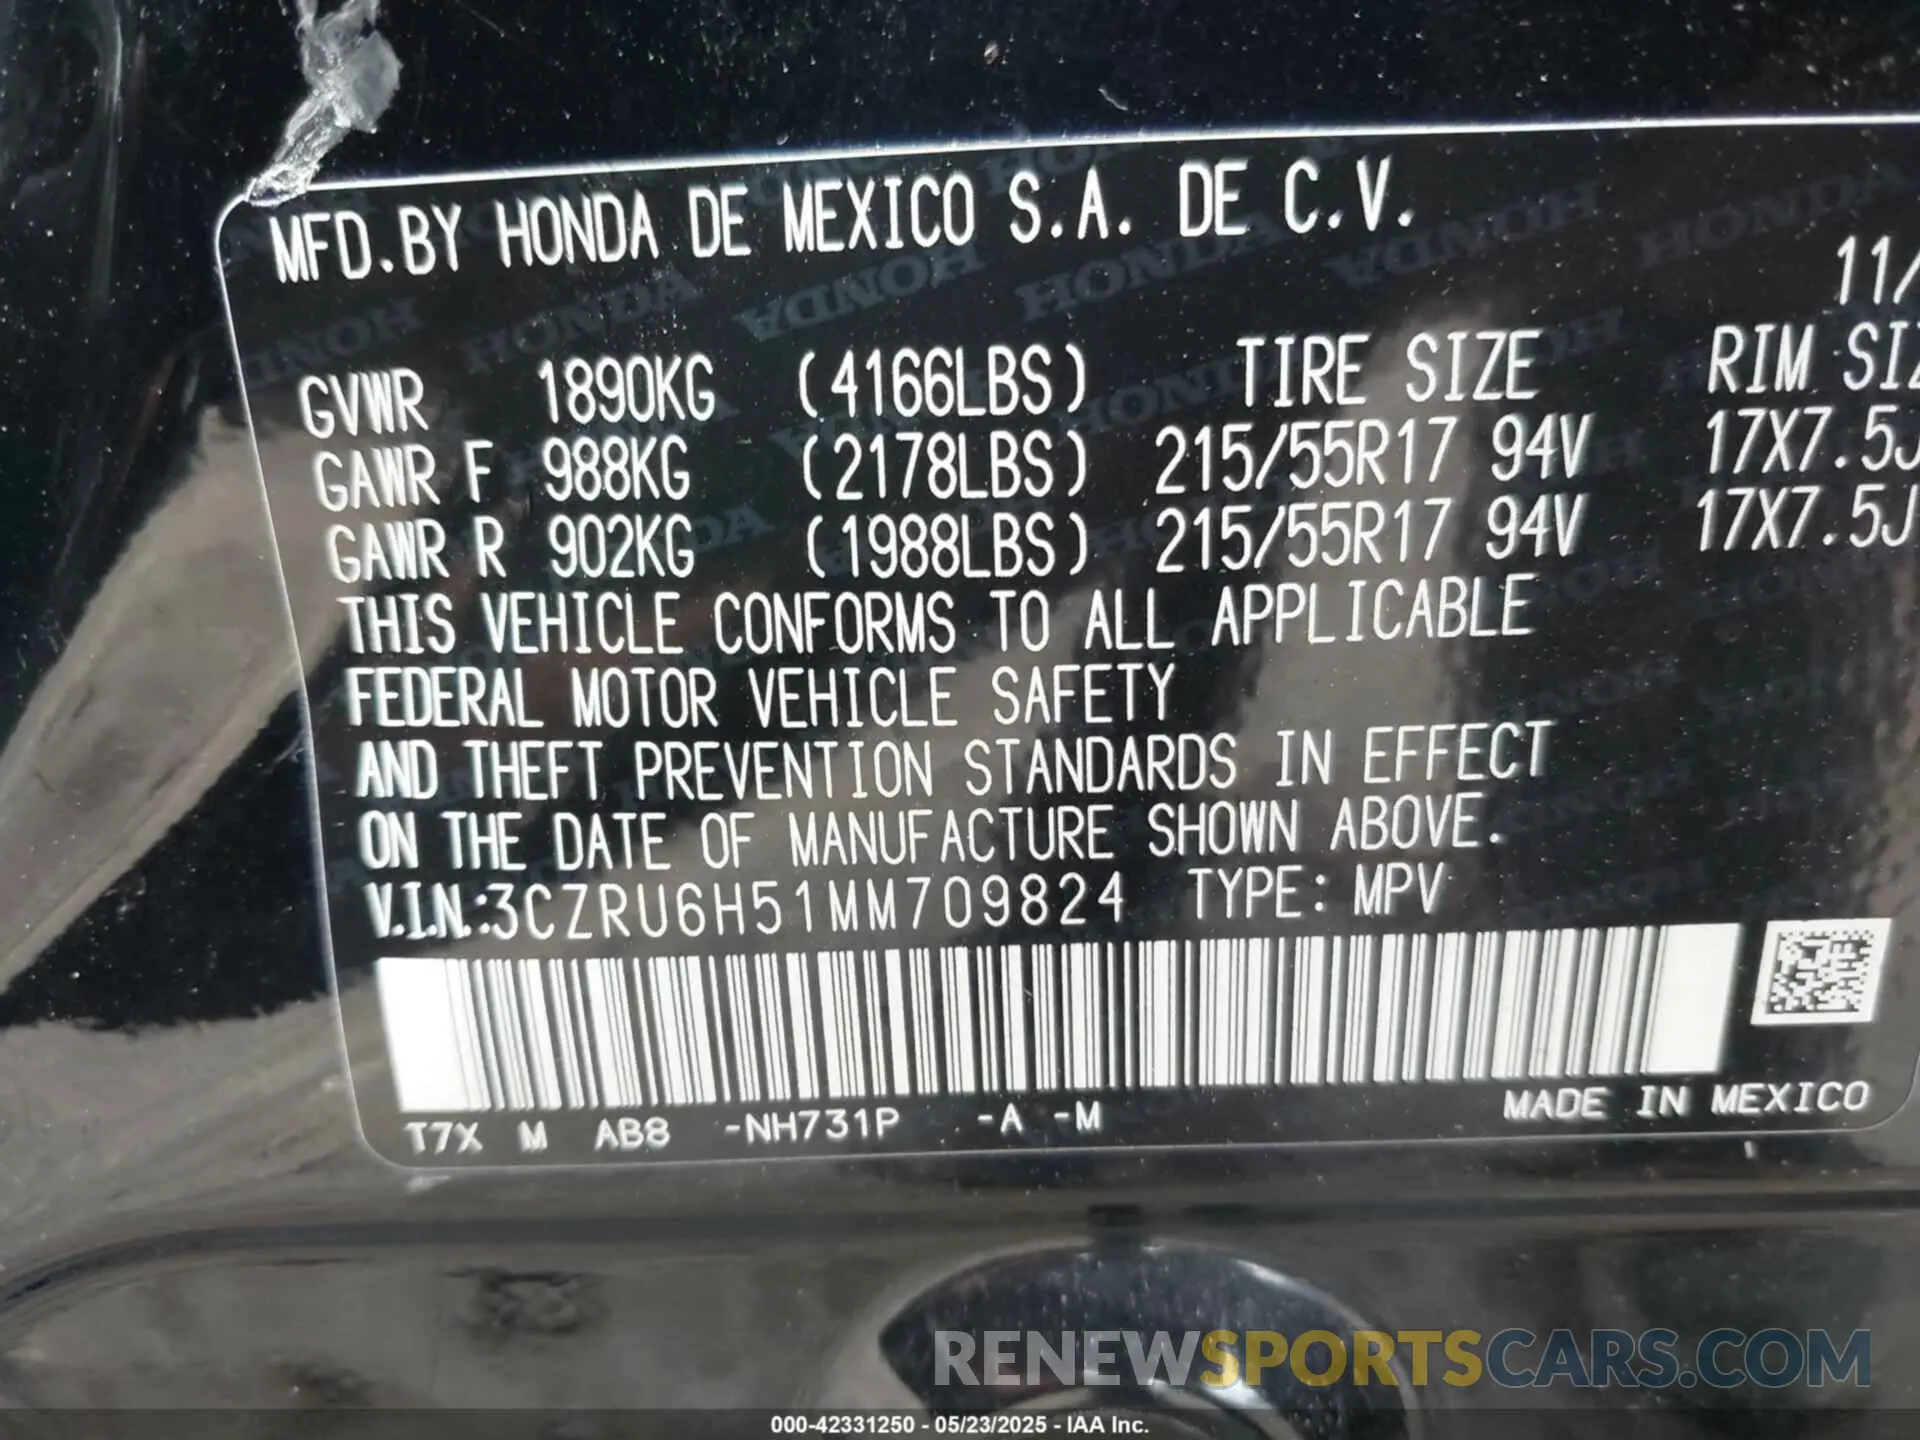 MFD.BY HONDA DE MEXICO S.A. DE C.V.
11/
GVWR 1890KG (4166LBS) TIRE SIZE RIM SIZ
GAWR F 988KG (2178LBS) 215/55R17 94V 17X7.5J
GAWR R 902KG (1988LBS) 215/55R17 94V 17X7.5J
THIS VEHICLE CONFORMS TO ALL APPLICABLE
FEDERAL MOTOR VEHICLE SAFETY
AND THEFT PREVENTION STANDARDS IN EFFECT
ON THE DATE OF MANUFACTURE SHOWN ABOVE.
V.I.N.:3CZRU6H51MM709824 TYPE: MPV
T7X M AB8 -NH731P -A -M MADE IN MEXICO
RENEWSPORTSCARS.COM
000-42331250 - 05/23/2025 - IAA Inc.